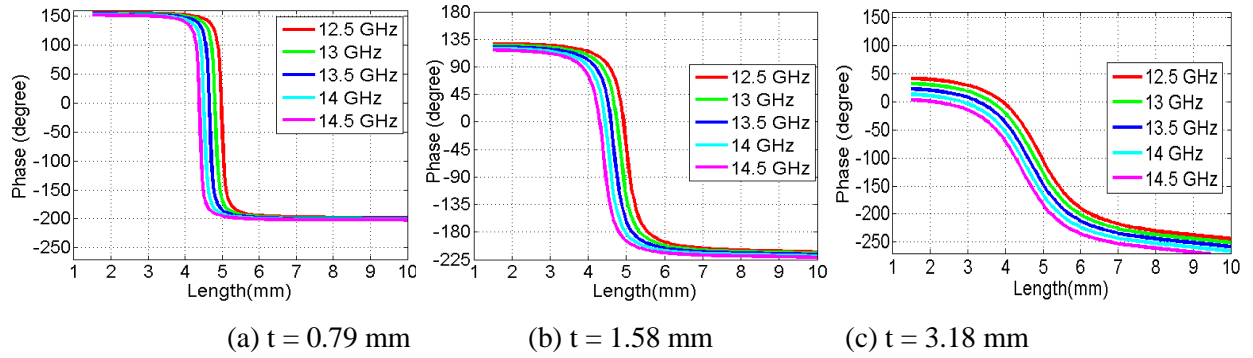 150
100
50
0
-50
-100
-150
-200
-250
Phase (degree)
12.5 GHz
13 GHz
13.5 GHz
14 GHz
14.5 GHz
1 2 3 4 5 6 7 8 9 10
Length(mm)
180
135
90
45
0
-45
-90
-135
-180
-225
Phase (degree)
12.5 GHz
13 GHz
13.5 GHz
14 GHz
14.5 GHz
1 2 3 4 5 6 7 8 9 10
Length(mm)
150
100
50
0
-50
-100
-150
-200
-250
Phase (degree)
12.5 GHz
13 GHz
13.5 GHz
14 GHz
14.5 GHz
1 2 3 4 5 6 7 8 9 10
Length(mm)
(a) t = 0.79 mm
(b) t = 1.58 mm
(c) t = 3.18 mm